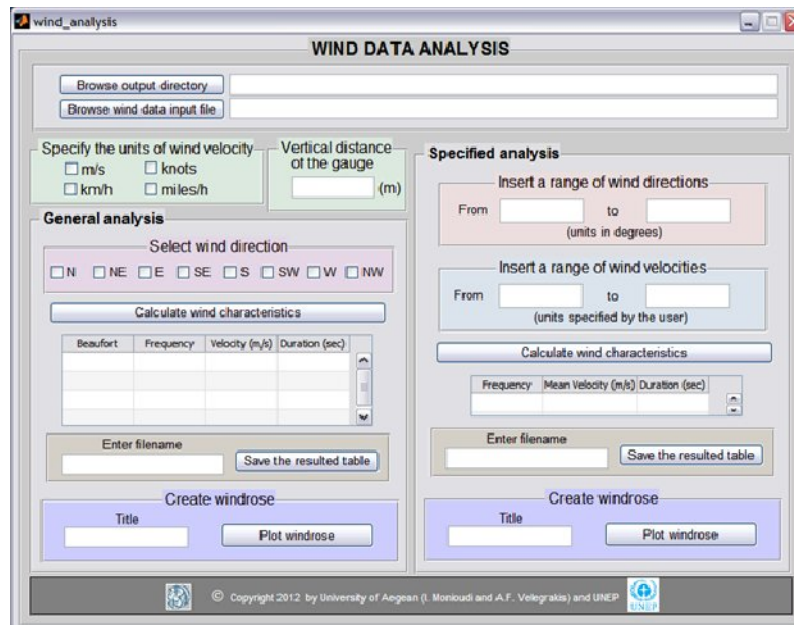 wind_analysis
WIND DATA ANALYSIS
Browse output directory
Browse wind data input file
Specify the units of wind velocity
m/s knots
km/h miles/h
Vertical distance
of the gauge
(m)
General analysis
Select wind direction
N NE E SE S SW W NW
Calculate wind characteristics
Beaufort Frequency Velocity (m/s) Duration (sec)
Enter filename
Save the resulted table
Create windrose
Title
Plot windrose
Specified analysis
Insert a range of wind directions
From to
(units in degrees)
Insert a range of wind velocities
From to
(units specified by the user)
Calculate wind characteristics
Frequency Mean Velocity (m/s) Duration (sec)
Enter filename
Save the resulted table
Create windrose
Title
Plot windrose
© Copyright 2012 by University of Aegean (I. Monioudi and A.F. Velegrakis) and UNEP
UNEP